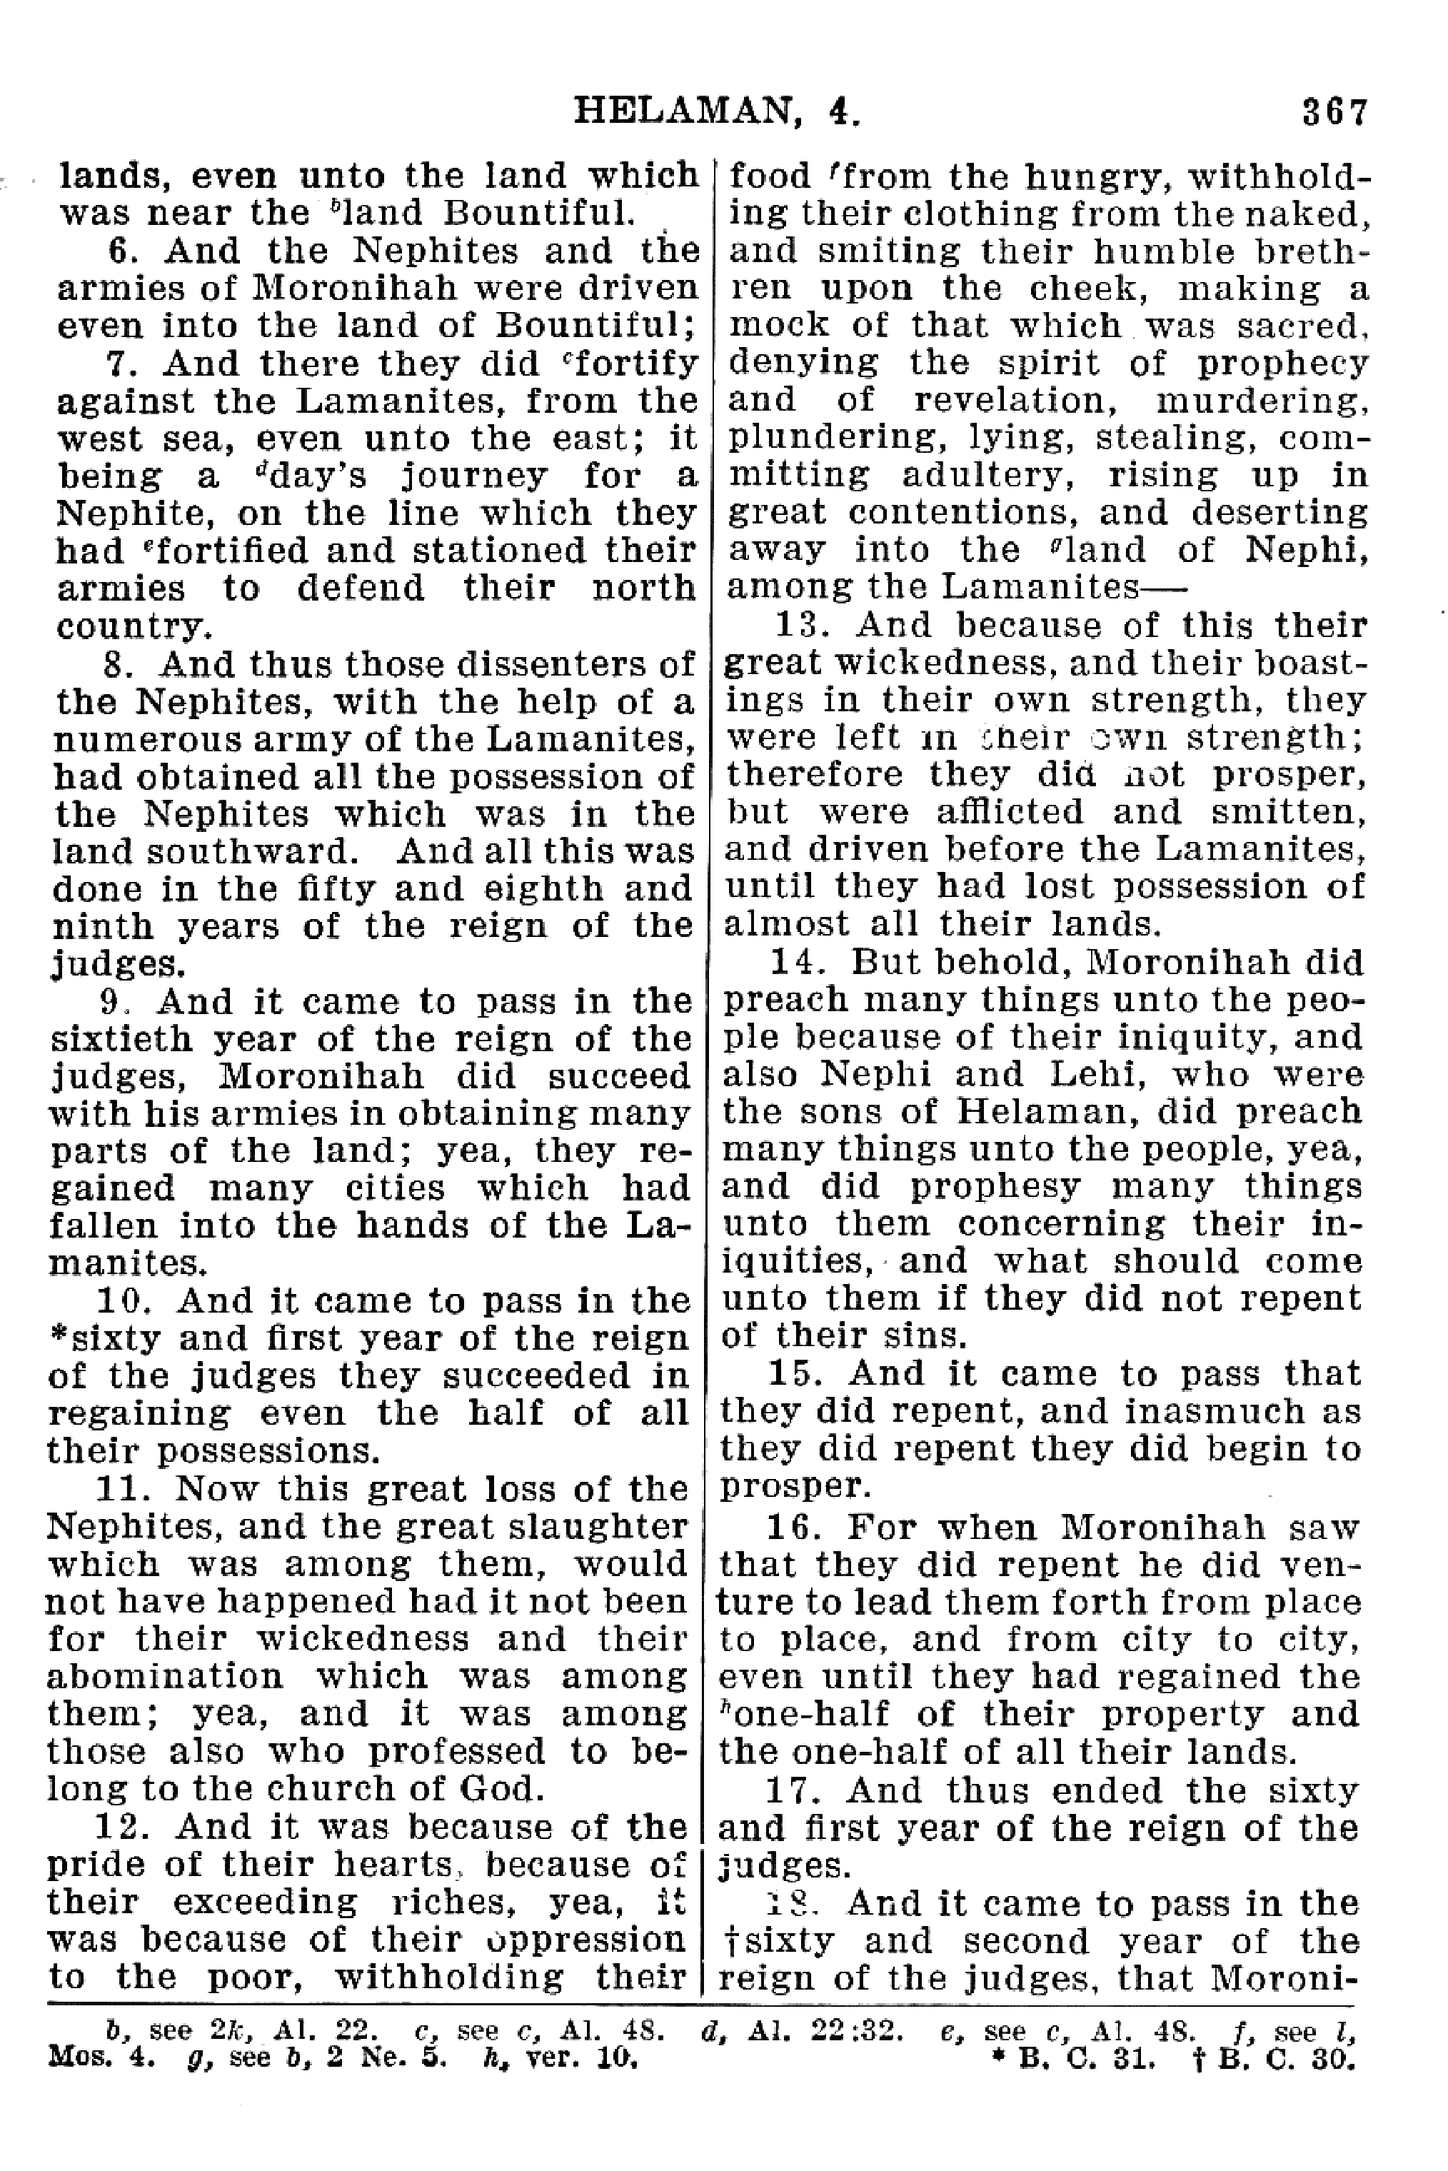 HELAMAN, 4.
367
lands, even unto the land which
was near the ᵇland Bountiful.
6. And the Nephites and the
armies of Moronihah were driven
even into the land of Bountiful;
7. And there they did ᶜfortify
against the Lamanites, from the
west sea, even unto the east; it
being a ᵈday's journey for a
Nephite, on the line which they
had ᵉfortified and stationed their
armies to defend their north
country.
8. And thus those dissenters of
the Nephites, with the help of a
numerous army of the Lamanites,
had obtained all the possession of
the Nephites which was in the
land southward. And all this was
done in the fifty and eighth and
ninth years of the reign of the
judges.
9. And it came to pass in the
sixtieth year of the reign of the
judges, Moronihah did succeed
with his armies in obtaining many
parts of the land; yea, they re-
gained many cities which had
fallen into the hands of the La-
manites.
10. And it came to pass in the
*sixty and first year of the reign
of the judges they succeeded in
regaining even the half of all
their possessions.
11. Now this great loss of the
Nephites, and the great slaughter
which was among them, would
not have happened had it not been
for their wickedness and their
abomination which was among
them; yea, and it was among
those also who professed to be-
long to the church of God.
12. And it was because of the
pride of their hearts, because of
their exceeding riches, yea, it
was because of their oppression
to the poor, withholding their
food ᶠfrom the hungry, withhold-
ing their clothing from the naked,
and smiting their humble breth-
ren upon the cheek, making a
mock of that which was sacred,
denying the spirit of prophecy
and of revelation, murdering,
plundering, lying, stealing, com-
mitting adultery, rising up in
great contentions, and deserting
away into the ᵍland of Nephi,
among the Lamanites—
13. And because of this their
great wickedness, and their boast-
ings in their own strength, they
were left in their own strength;
therefore they did not prosper,
but were afflicted and smitten,
and driven before the Lamanites,
until they had lost possession of
almost all their lands.
14. But behold, Moronihah did
preach many things unto the peo-
ple because of their iniquity, and
also Nephi and Lehi, who were
the sons of Helaman, did preach
many things unto the people, yea,
and did prophesy many things
unto them concerning their in-
iquities, and what should come
unto them if they did not repent
of their sins.
15. And it came to pass that
they did repent, and inasmuch as
they did repent they did begin to
prosper.
16. For when Moronihah saw
that they did repent he did ven-
ture to lead them forth from place
to place, and from city to city,
even until they had regained the
ʰone-half of their property and
the one-half of all their lands.
17. And thus ended the sixty
and first year of the reign of the
judges.
18. And it came to pass in the
†sixty and second year of the
reign of the judges, that Moroni-
b, see 2k, Al. 22. c, see c, Al. 48. d, Al. 22:32. e, see c, Al. 48. f, see l,
Mos. 4. g, see b, 2 Ne. 5. h, ver. 10. * B. C. 31. † B. C. 30.